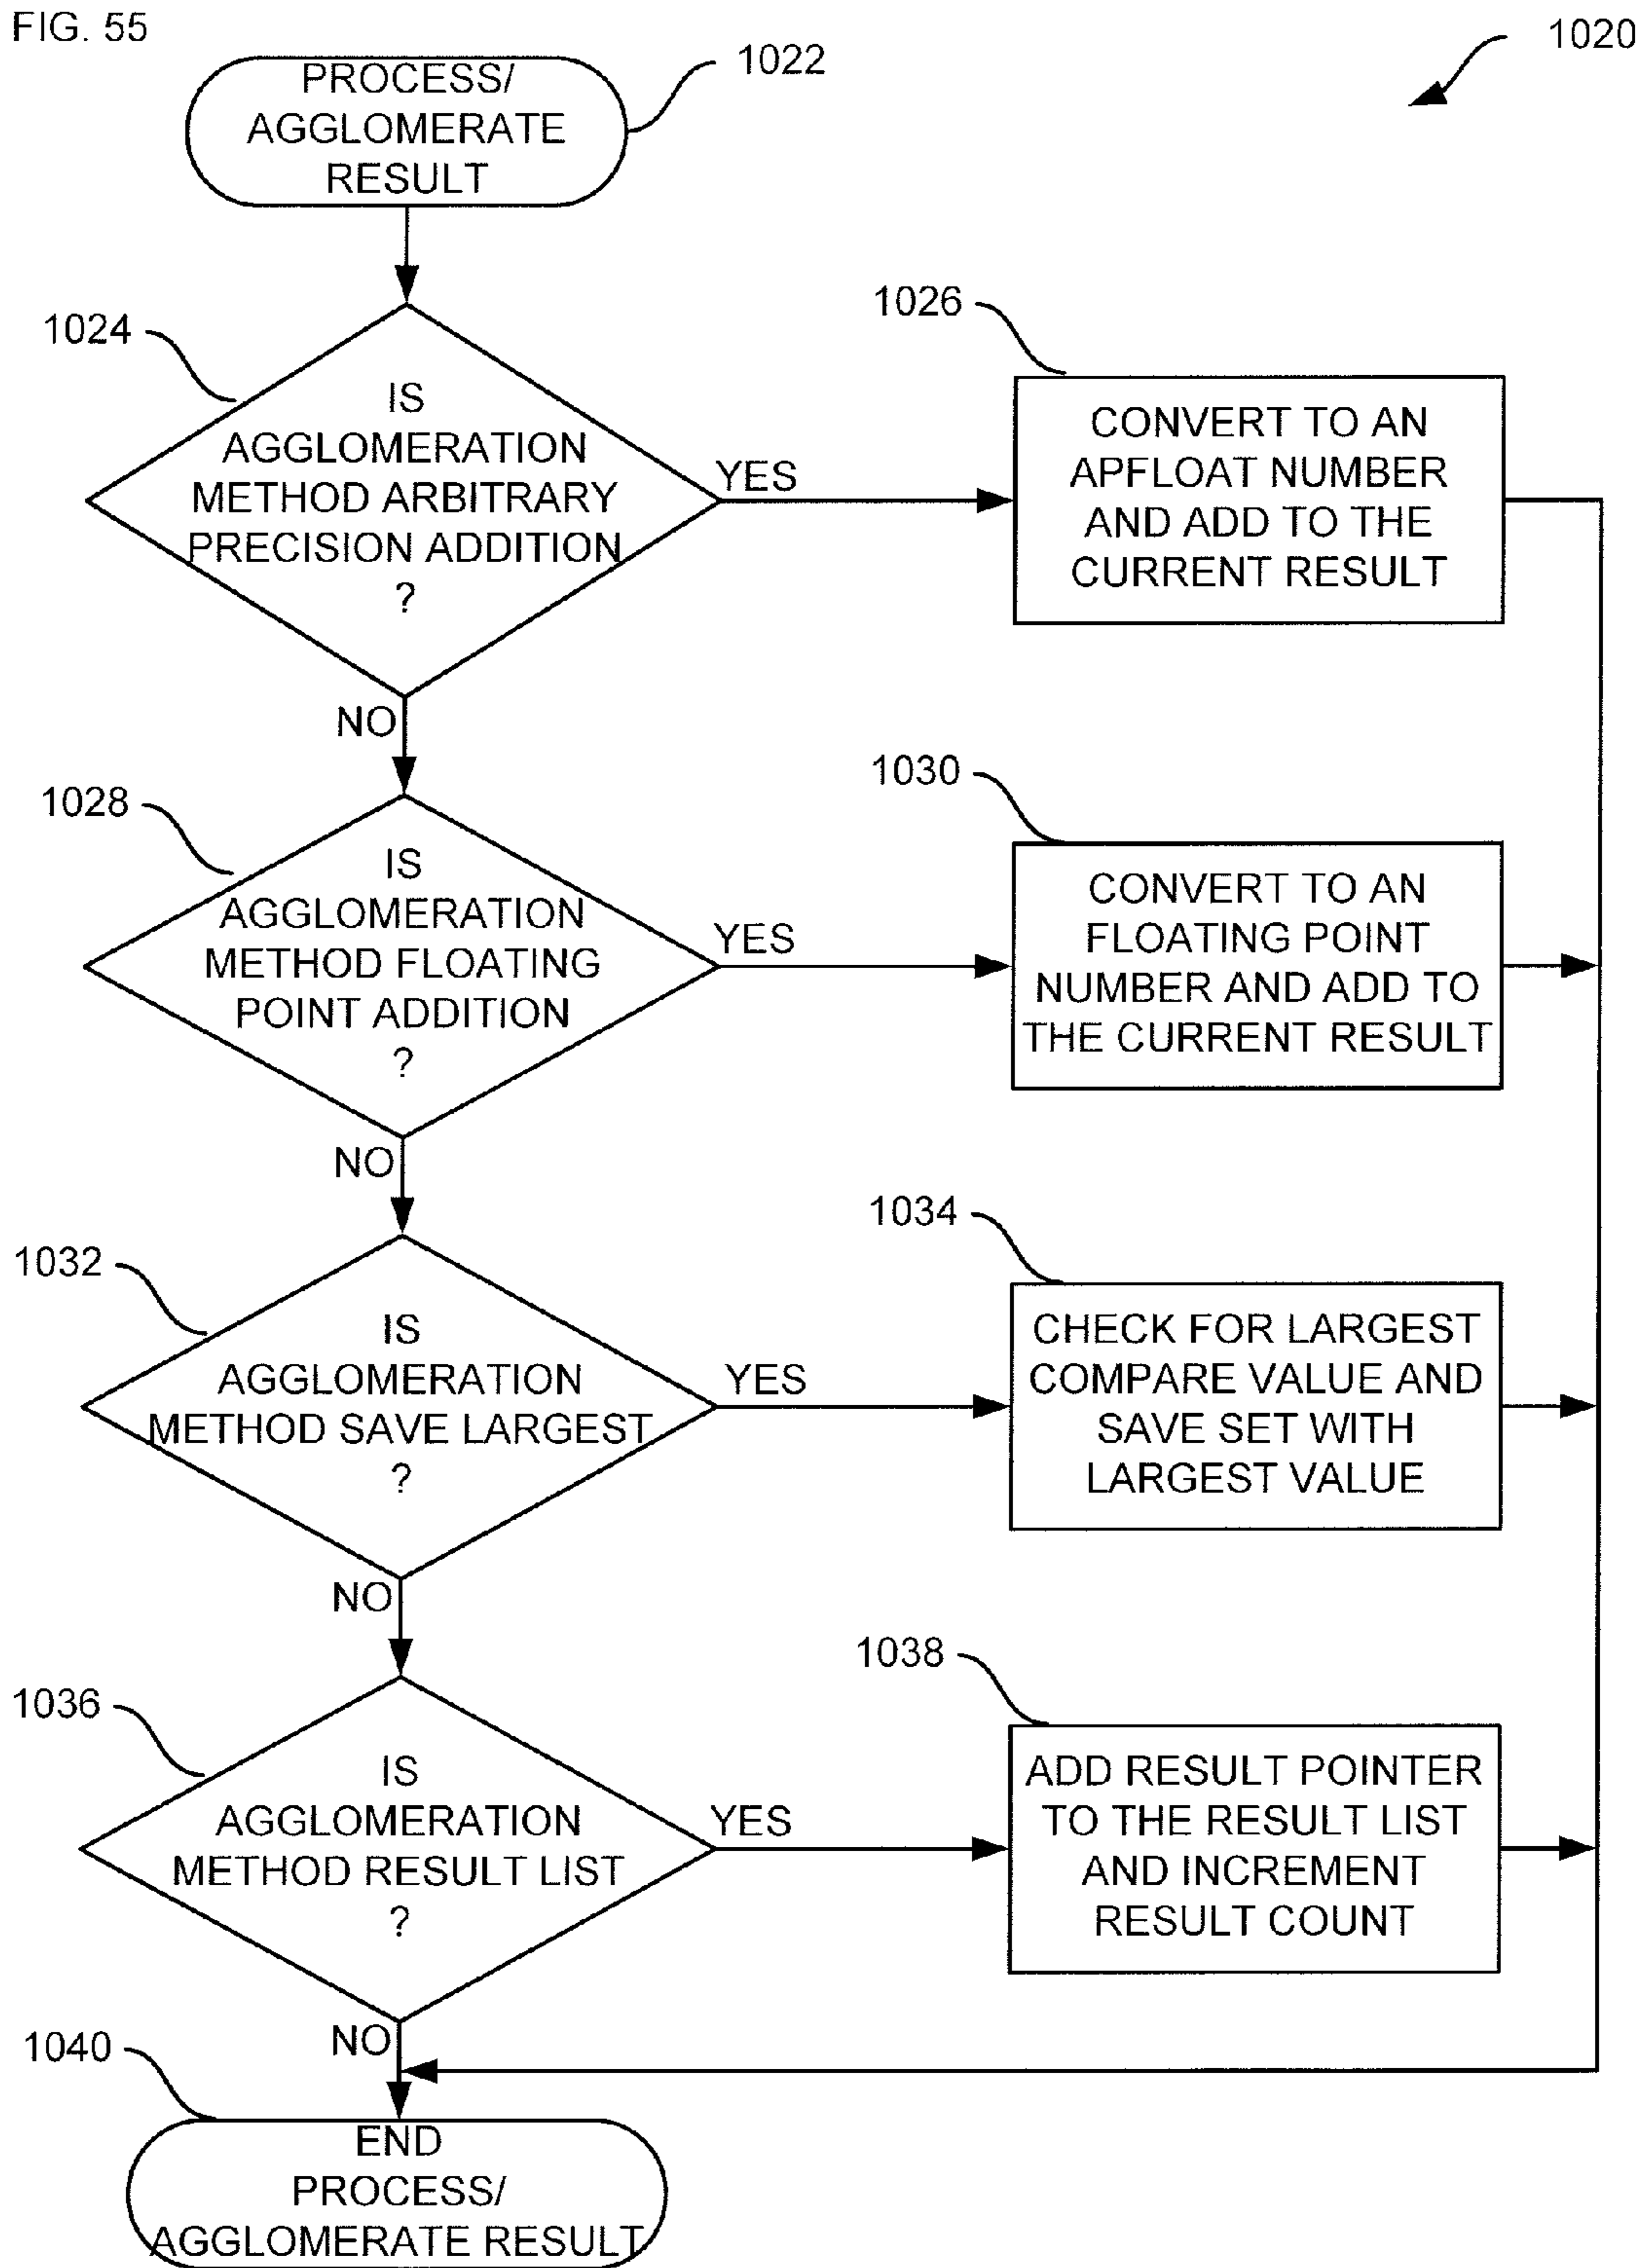 FIG. 55
1020
PROCESS/
AGGLOMERATE
RESULT
1022
1024
IS
AGGLOMERATION
METHOD ARBITRARY
PRECISION ADDITION
?
YES
NO
1026
CONVERT TO AN
APFLOAT NUMBER
AND ADD TO THE
CURRENT RESULT
1028
IS
AGGLOMERATION
METHOD FLOATING
POINT ADDITION
?
YES
NO
1030
CONVERT TO AN
FLOATING POINT
NUMBER AND ADD TO
THE CURRENT RESULT
1032
IS
AGGLOMERATION
METHOD SAVE LARGEST
?
YES
NO
1034
CHECK FOR LARGEST
COMPARE VALUE AND
SAVE SET WITH
LARGEST VALUE
1036
IS
AGGLOMERATION
METHOD RESULT LIST
?
YES
NO
1038
ADD RESULT POINTER
TO THE RESULT LIST
AND INCREMENT
RESULT COUNT
1040
END
PROCESS/
AGGLOMERATE RESULT